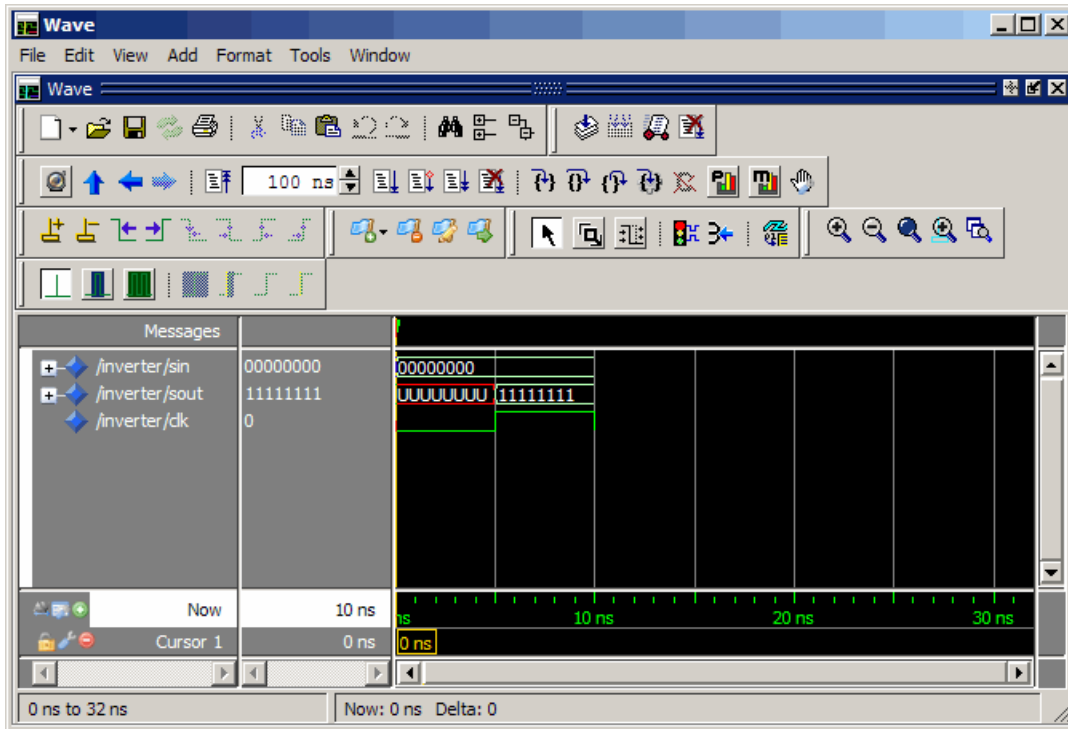 Wave
File Edit View Add Format Tools Window
Wave
100 ns
Messages
/inverter/sin 00000000 00000000
/inverter/sout 11111111 UUUUUUUU 11111111
/inverter/clk 0
Now 10 ns ns 10 ns 20 ns 30 ns
Cursor 1 0 ns 0 ns
0 ns to 32 ns Now: 0 ns Delta: 0